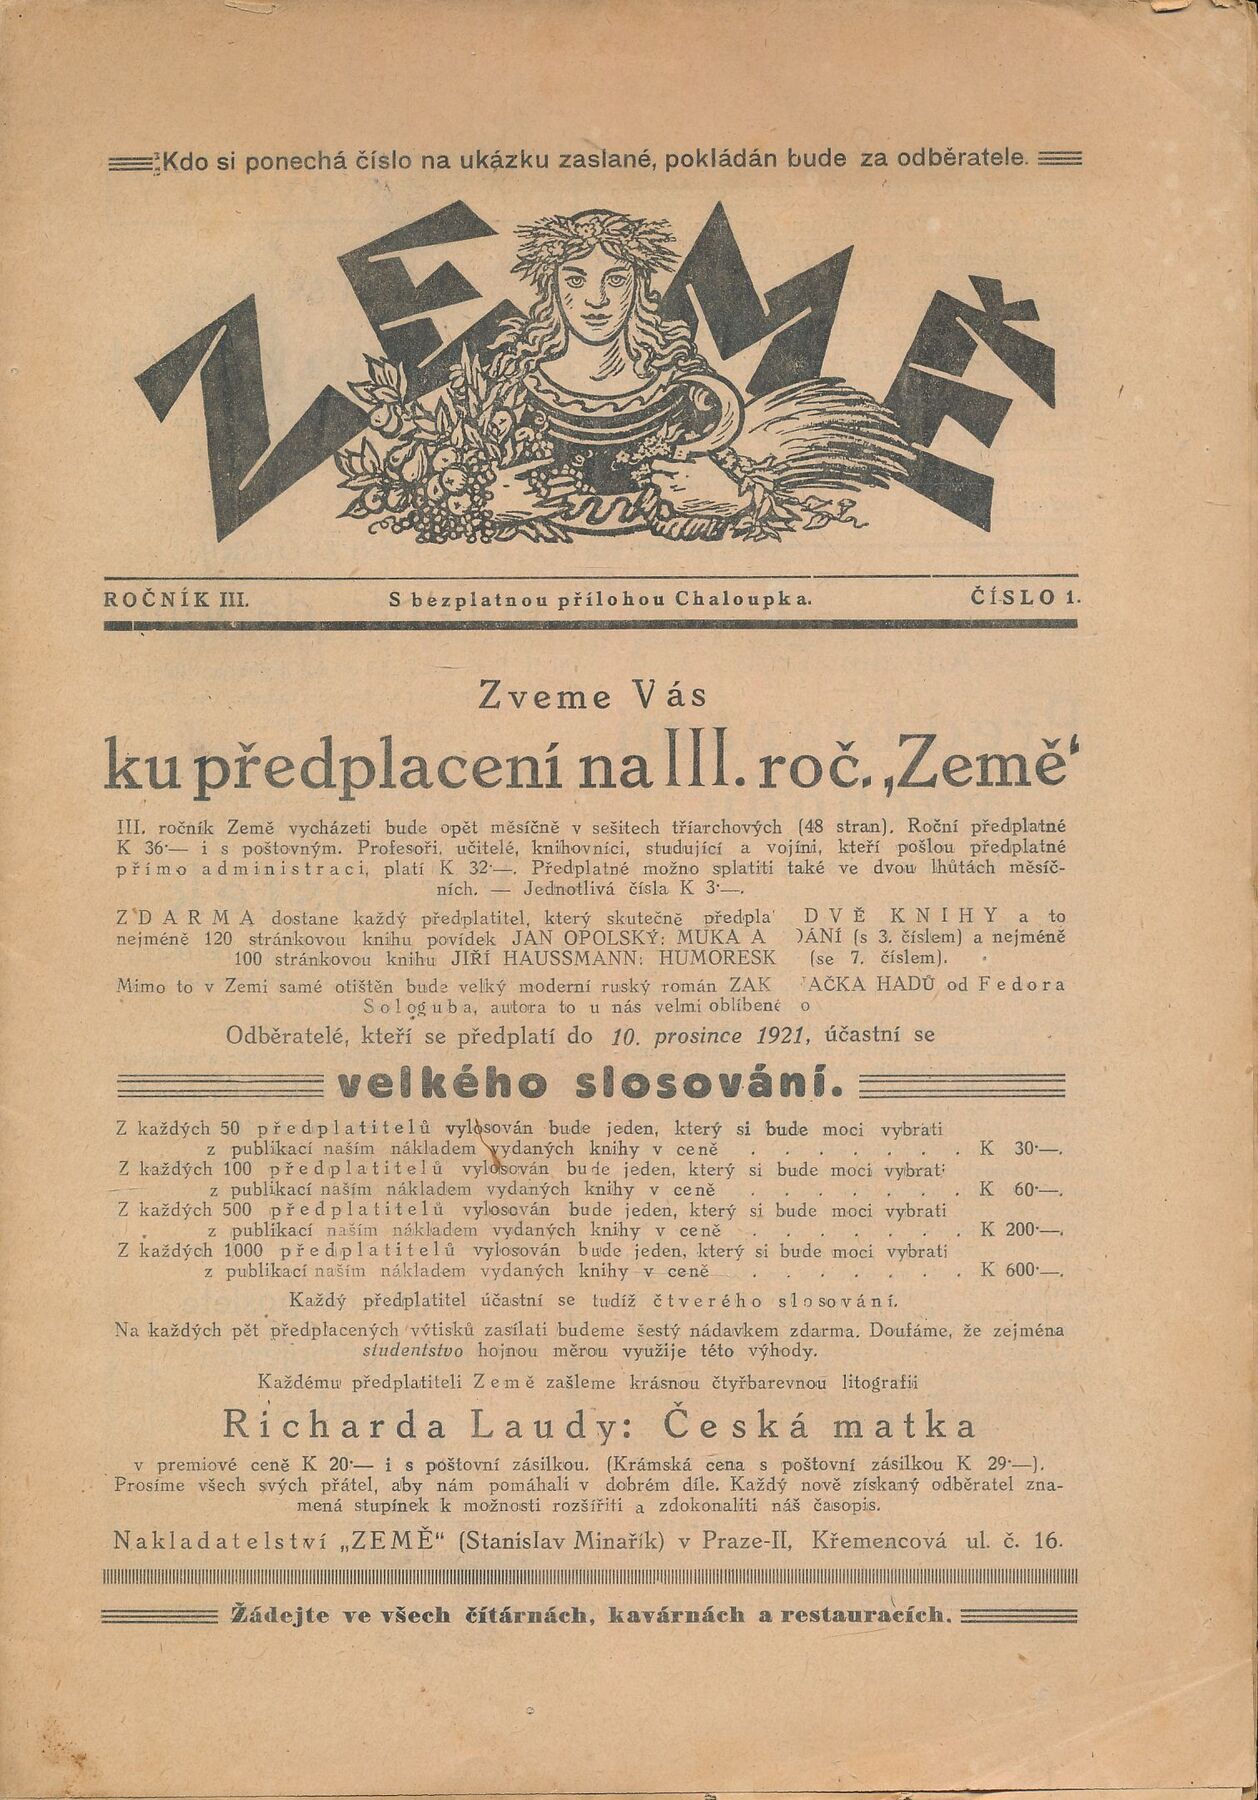 Kdo si ponechá číslo na ukázku zaslané, pokládán bude za odběratele.
ZEMĚ
ROČNÍK III. S bezplatnou přílohou Chaloupka. ČÍSLO 1.
Zveme Vás
ku předplacení na III. roč. „Země“
III. ročník Země vycházeti bude opět měsíčně v sešitech tříarchových (48 stran). Roční předplatné
K 36·— i s poštovným. Profesoři, učitelé, knihovníci, studující a vojíni, kteří pošlou předplatné
přímo administraci, platí K 32·—. Předplatné možno splatiti také ve dvou lhůtách měsíč-
ních. — Jednotlivá čísla K 3·—.
ZDARMA dostane každý předplatitel, který skutečně předpla DVĚ KNIHY a to
nejméně 120 stránkovou knihu povídek JAN OPOLSKÝ: MUKA A DÁNÍ (s 3. číslem) a nejméně
100 stránkovou knihu JIŘÍ HAUSSMANN: HUMORESK (se 7. číslem).
Mimo to v Zemi samé otištěn bude velký moderní ruský román ZAK AČKA HADŮ od Fedora
Sologuba, autora to u nás velmi oblíbené o
Odběratelé, kteří se předplatí do 10. prosince 1921, účastní se
velkého slosování.
Z každých 50 předplatitelů vylosován bude jeden, který si bude moci vybrati
z publikací naším nákladem vydaných knihy v ceně . . . . . . . K 30·—.
Z každých 100 předplatitelů vylosován bude jeden, který si bude moci vybrati
z publikací naším nákladem vydaných knihy v ceně . . . . . . . K 60·—.
Z každých 500 předplatitelů vylosován bude jeden, který si bude moci vybrati
z publikací naším nákladem vydaných knihy v ceně . . . . . . . K 200·—.
Z každých 1000 předplatitelů vylosován bude jeden, který si bude moci vybrati
z publikací naším nákladem vydaných knihy v ceně . . . . . . . K 600·—.
Každý předplatitel účastní se tudíž čtverého slosování.
Na každých pět předplacených výtisků zasílati budeme šestý nádavkem zdarma. Doufáme, že zejména
studentstvo hojnou měrou využije této výhody.
Každému předplatiteli Země zašleme krásnou čtyřbarevnou litografii
Richarda Laudy: Česká matka
v premiové ceně K 20·— i s poštovní zásilkou. (Krámská cena s poštovní zásilkou K 29·—).
Prosíme všech svých přátel, aby nám pomáhali v dobrém díle. Každý nově získaný odběratel zna-
mená stupínek k možnosti rozšířiti a zdokonaliti náš časopis.
Nakladatelství „ZEMĚ“ (Stanislav Minařík) v Praze-II, Křemencová ul. č. 16.
Žádejte ve všech čítárnách, kavárnách a restauracích.